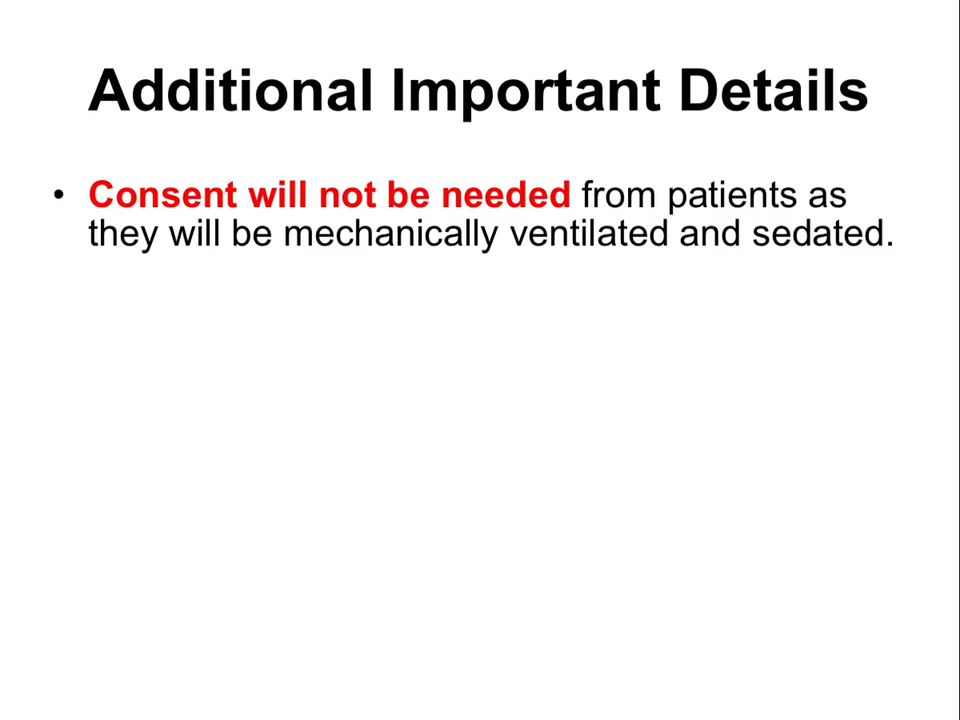 Additional Important Details
• Consent will not be needed from patients as
they will be mechanically ventilated and sedated.